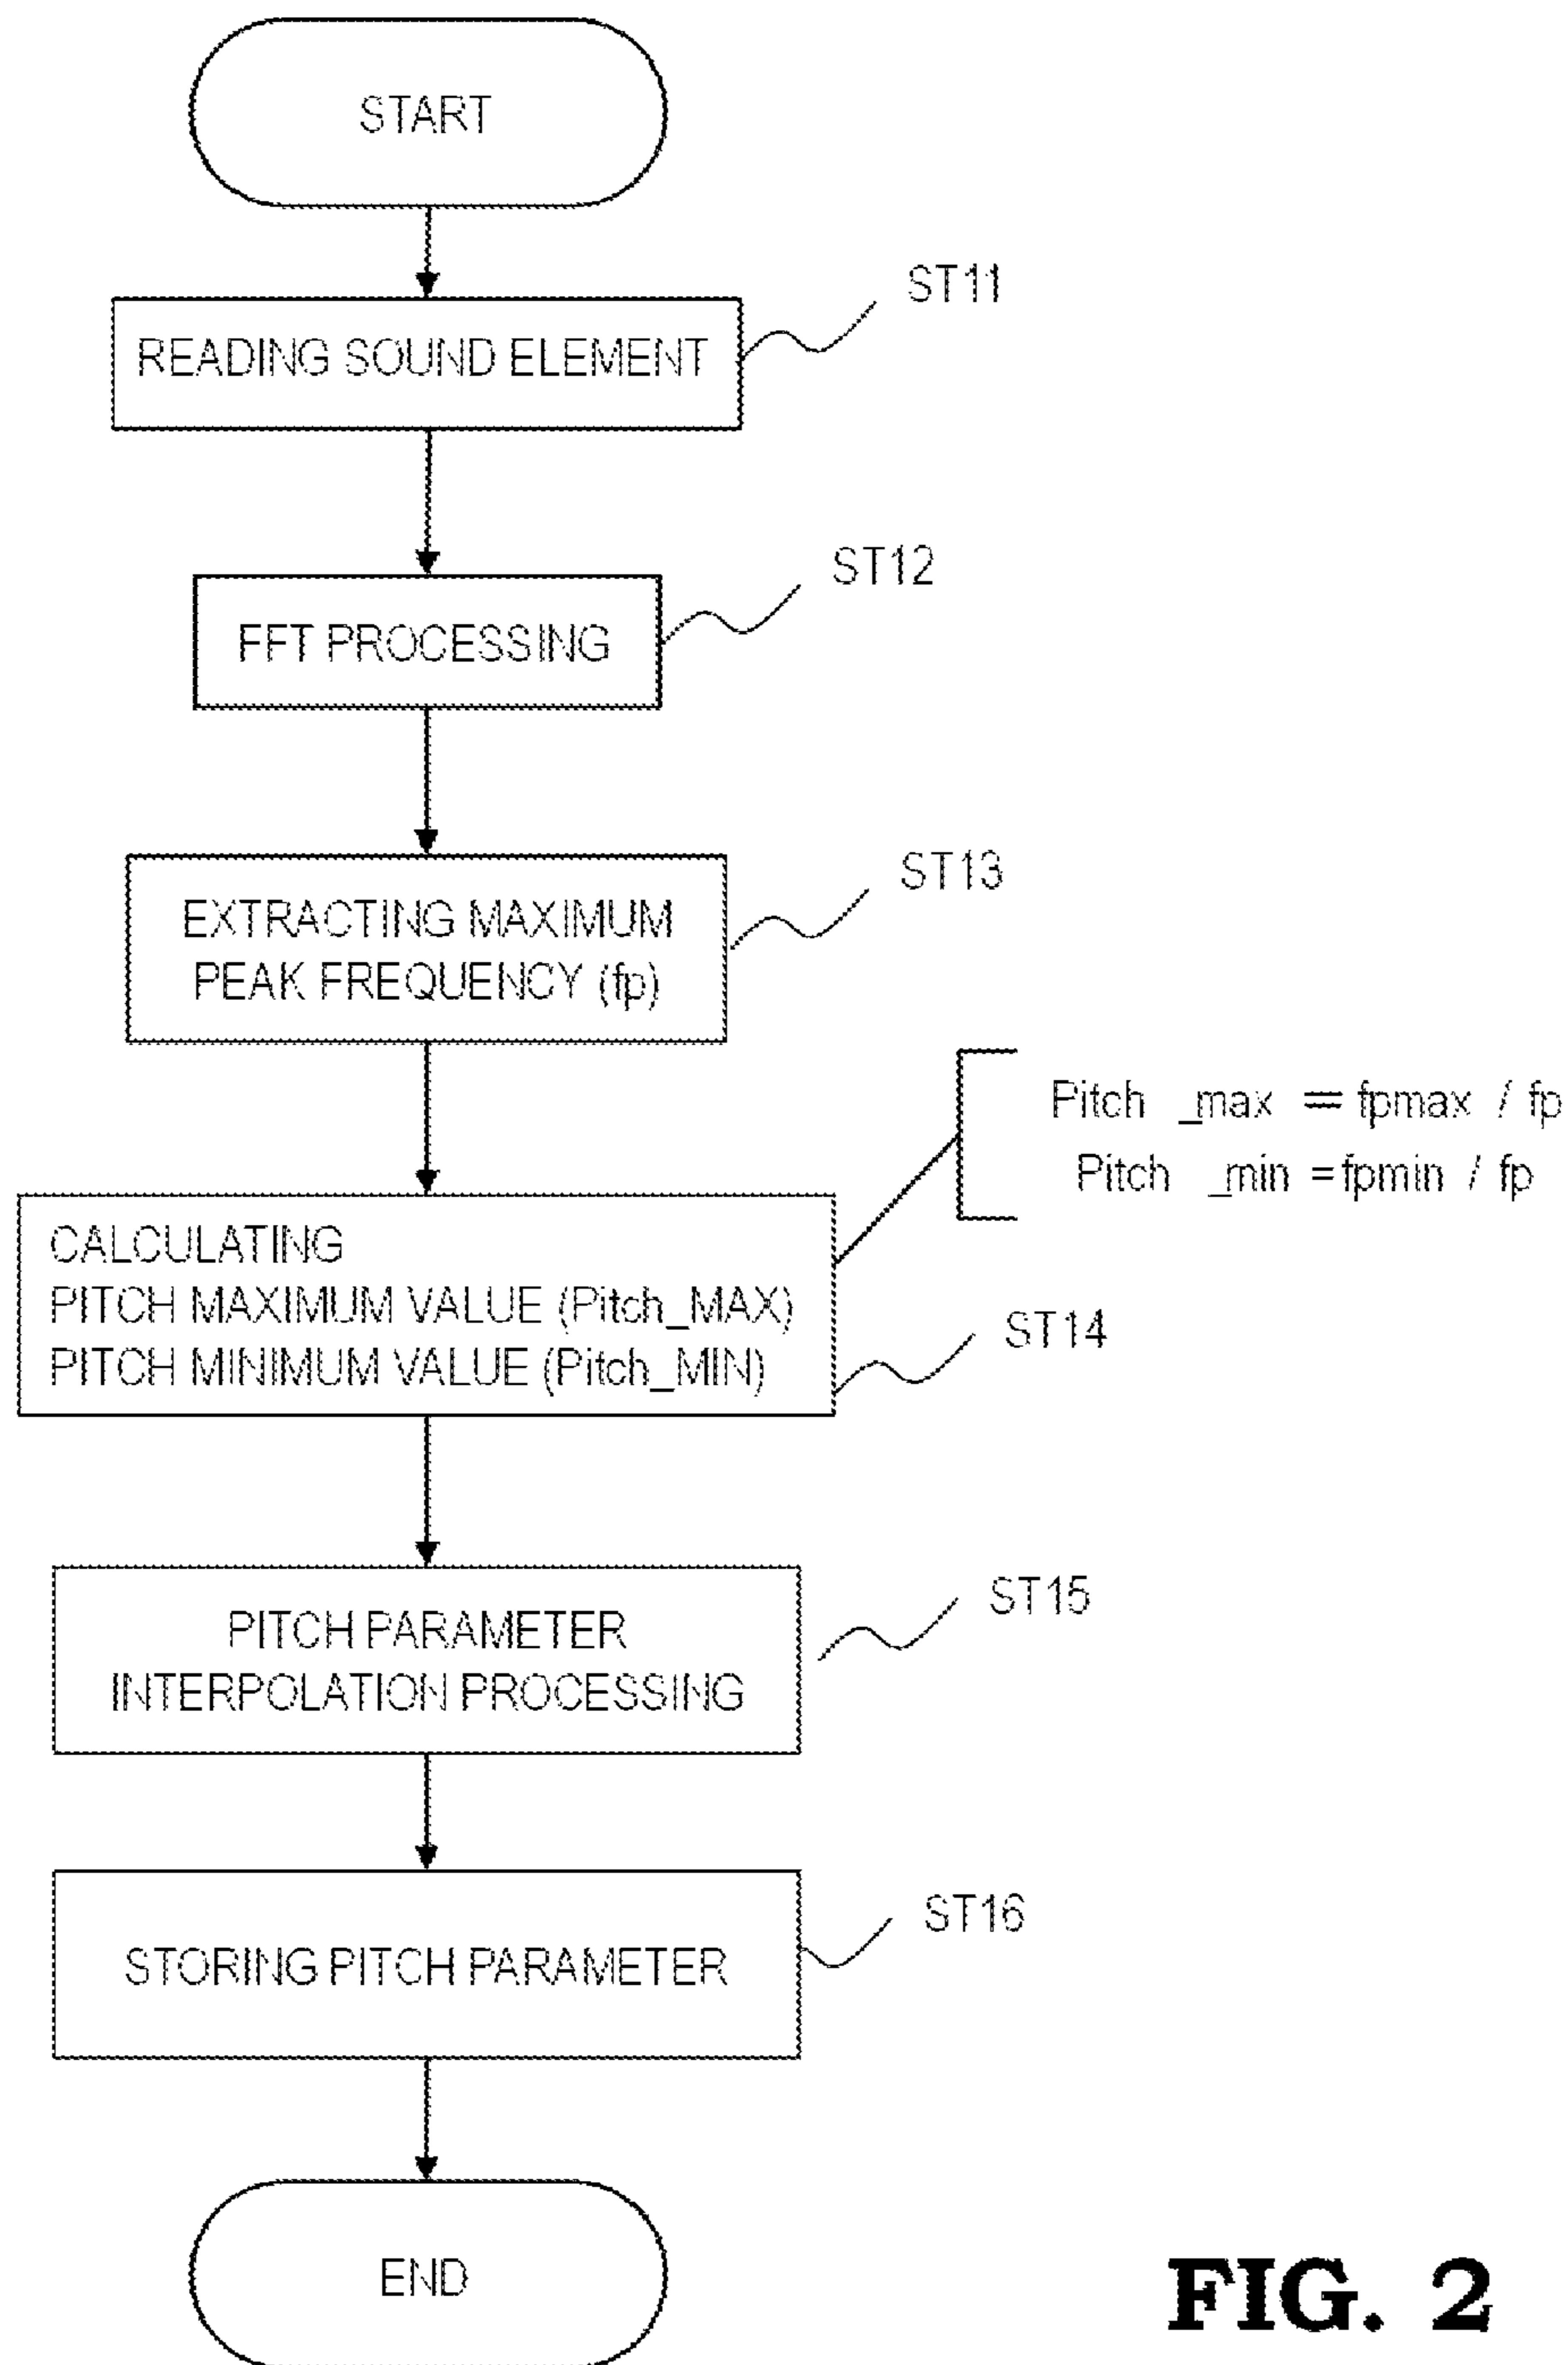 START
ST11
READING SOUND ELEMENT
ST12
FFT PROCESSING
ST13
EXTRACTING MAXIMUM
PEAK FREQUENCY (fp)
Pitch _max = fpmax / fp
Pitch _min = fpmin / fp
CALCULATING
PITCH MAXIMUM VALUE (Pitch_MAX)
PITCH MINIMUM VALUE (Pitch_MIN)
ST14
ST15
PITCH PARAMETER
INTERPOLATION PROCESSING
ST16
STORING PITCH PARAMETER
END
FIG. 2